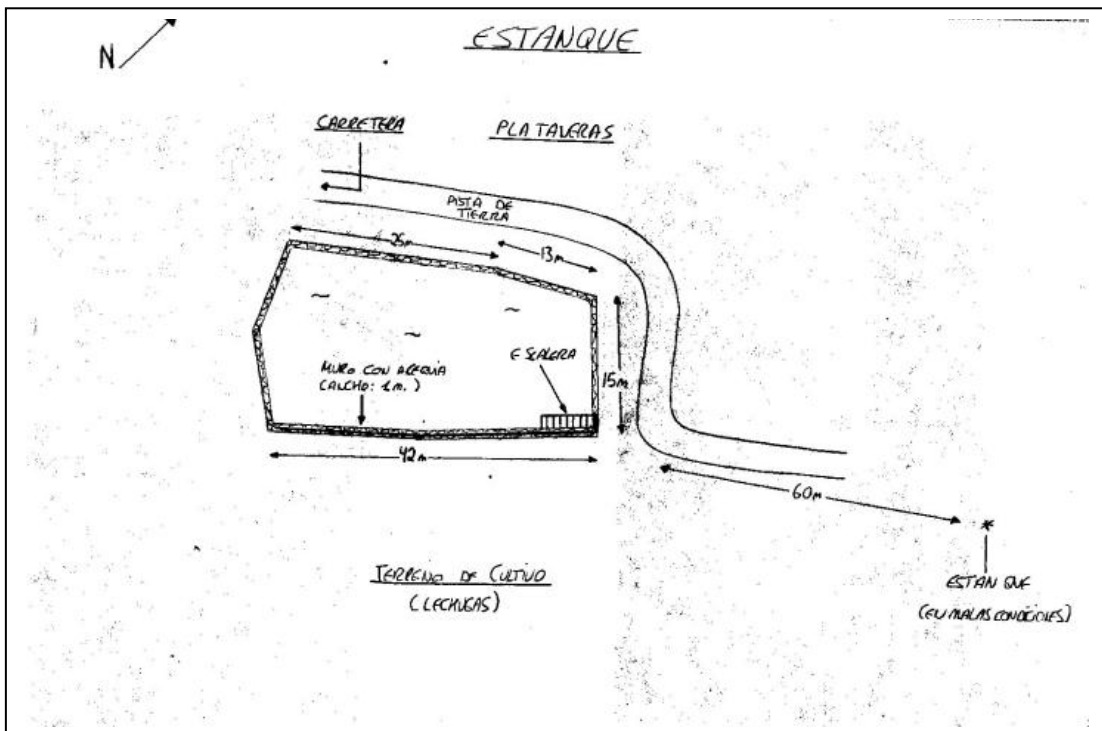 ESTANQUE
N
CARRETERA
PLATAVERAS
PISTA DE
TIERRA
25m
13m
ESCALERA
MURO CON ACEQUIA
(ANCHO: 1m.)
15m
42m
60m
TERRENO DE CULTIVO
(LECHUGAS)
ESTANQUE
(EN MALAS CONDICIONES)